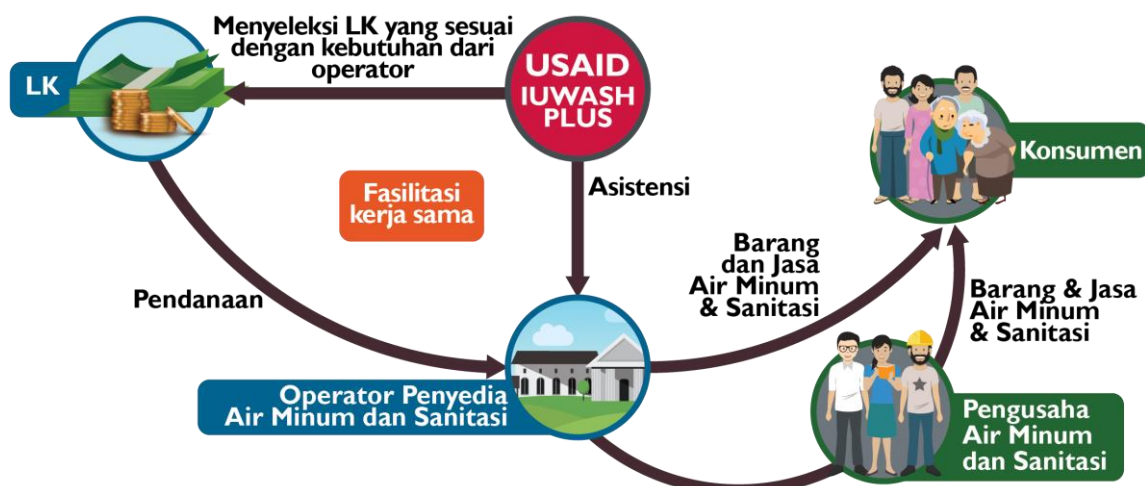 Menyeleksi LK yang sesuai
dengan kebutuhan dari
operator
LK
USAID
IUWASH
PLUS
Konsumen
Fasilitasi
kerja sama
Asistensi
Pendanaan
Barang
dan Jasa
Air Minum
& Sanitasi
Barang & Jasa
Air Minum
& Sanitasi
Operator Penyedia
Air Minum dan Sanitasi
Pengusaha
Air Minum
dan Sanitasi